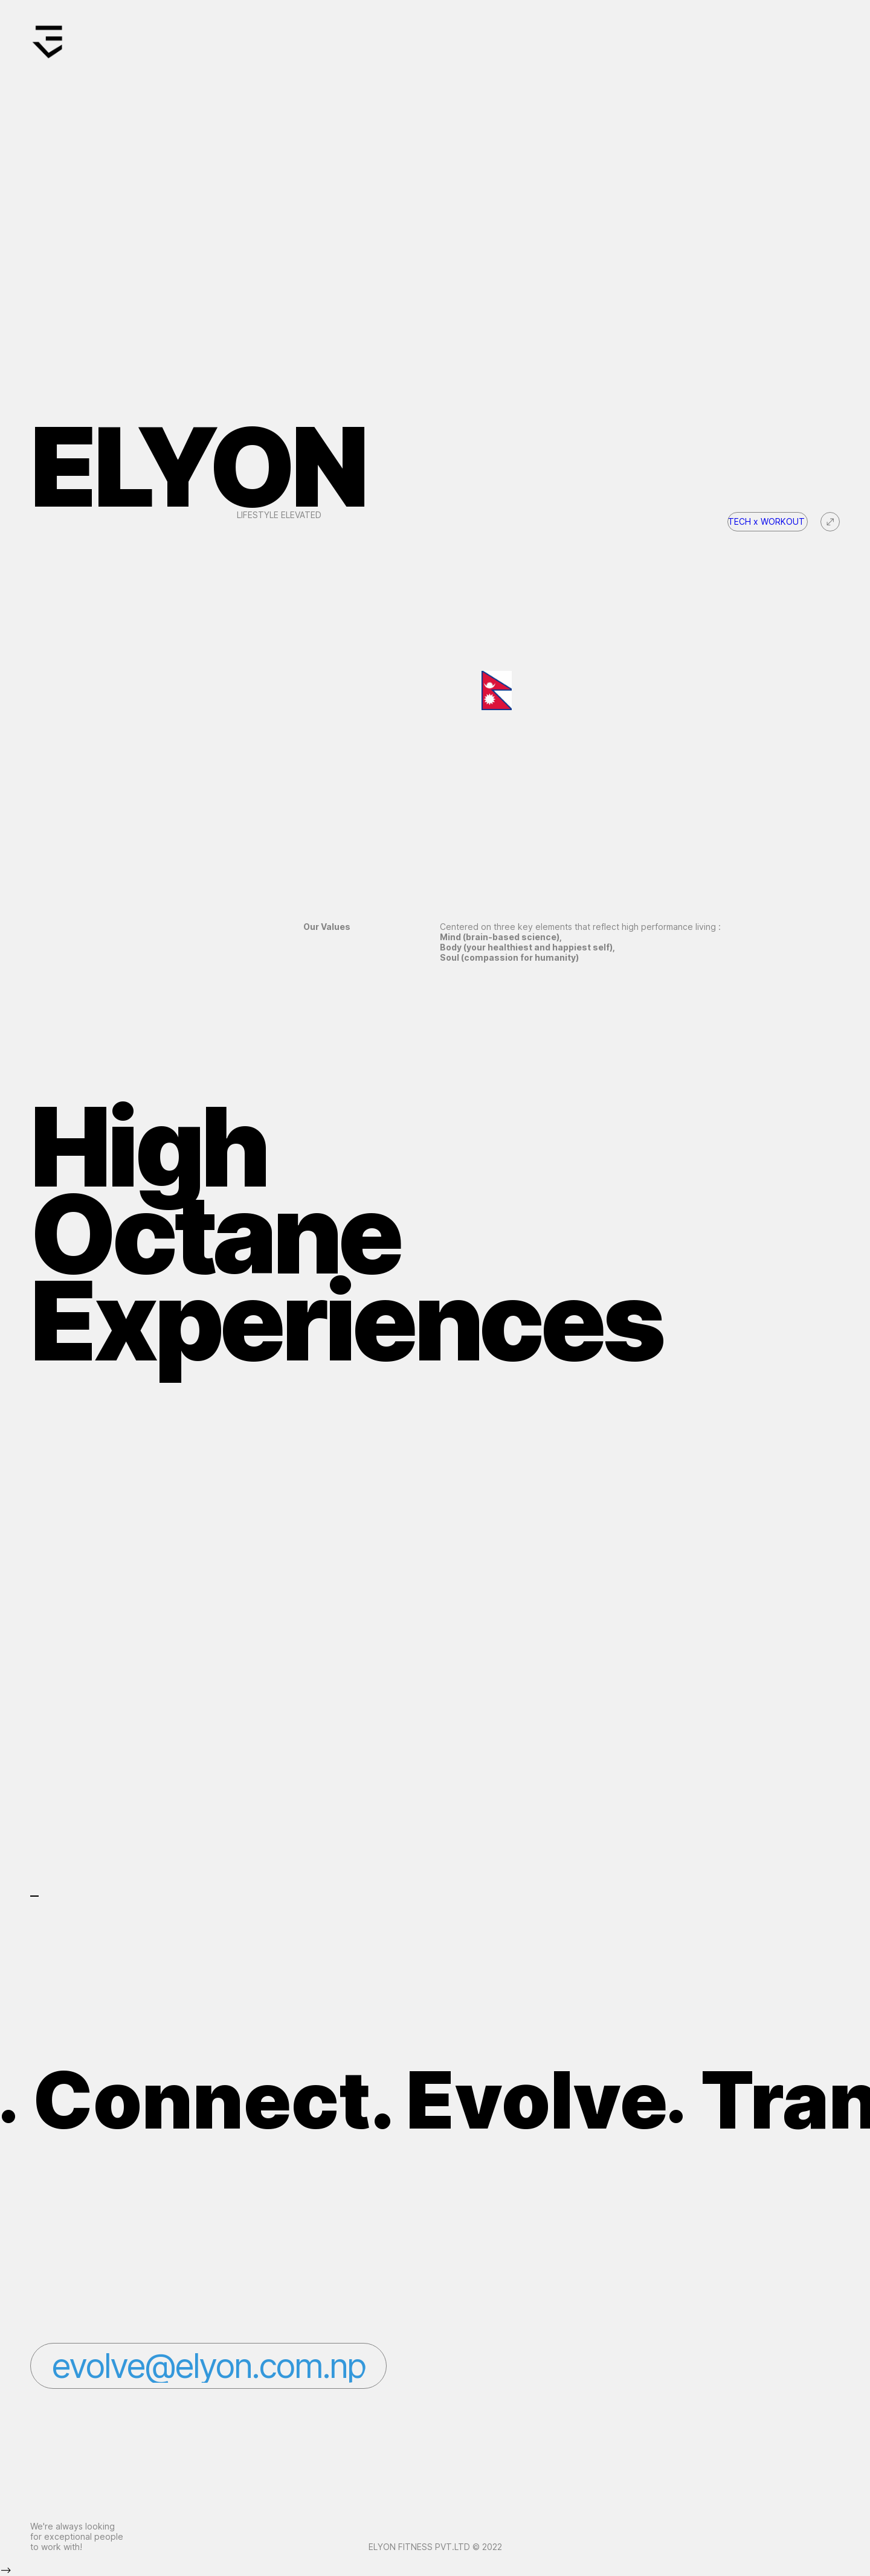 ELYON
LIFESTYLE ELEVATED
TECH x WORKOUT
Our Values
Centered on three key elements that reflect high performance living :
Mind (brain-based science),
Body (your healthiest and happiest self),
Soul (compassion for humanity)
High
Octane
Experiences
. Connect. Evolve. Tran
evolve@elyon.com.np
We're always looking
for exceptional people
to work with!
ELYON FITNESS PVT.LTD © 2022